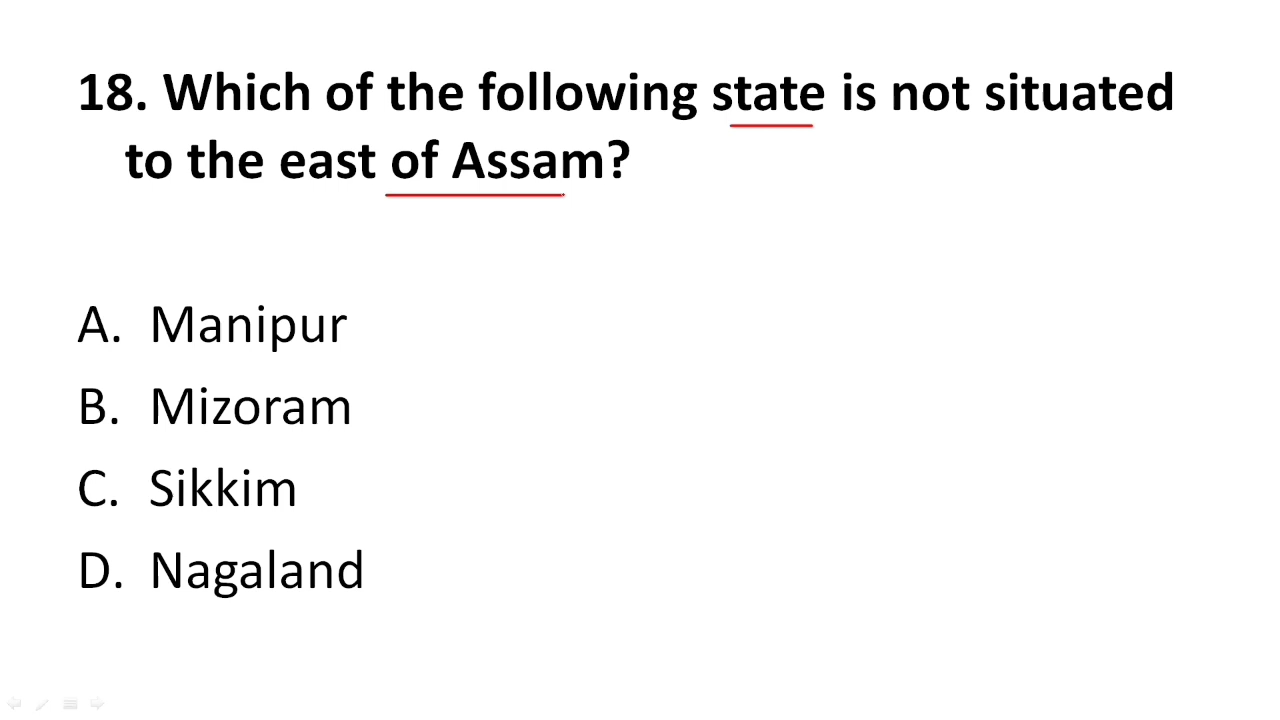 18. Which of the following state is not situated
to the east of Assam?
A. Manipur
B. Mizoram
C. Sikkim
D. Nagaland